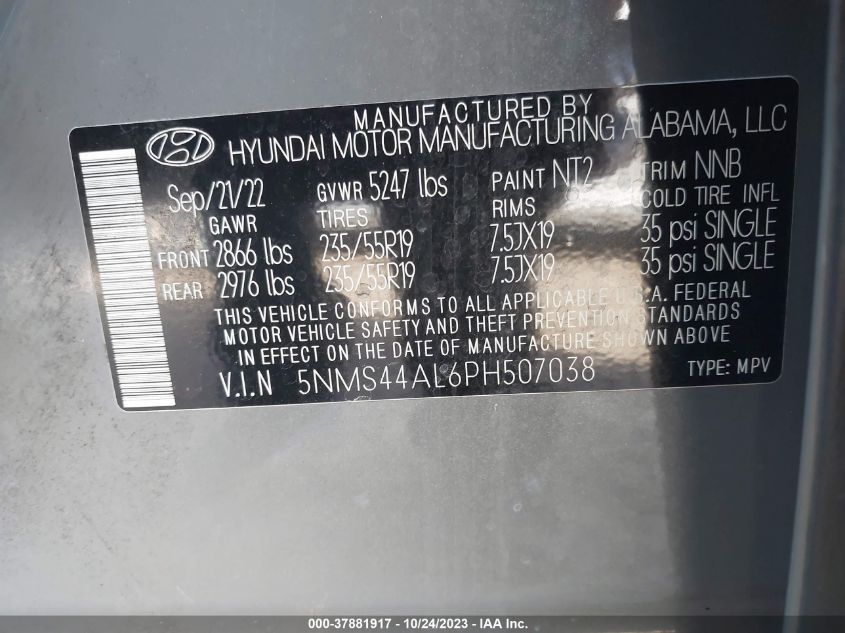 MANUFACTURED BY
HYUNDAI MOTOR MANUFACTURING ALABAMA, LLC
Sep/21/22 GVWR 5247 lbs PAINT NT2 TRIM NNB
GAWR TIRES RIMS COLD TIRE INFL
FRONT 2866 lbs 235/55R19 7.5JX19 35 psi SINGLE
REAR 2976 lbs 235/55R19 7.5JX19 35 psi SINGLE
THIS VEHICLE CONFORMS TO ALL APPLICABLE U.S.A. FEDERAL
MOTOR VEHICLE SAFETY AND THEFT PREVENTION STANDARDS
IN EFFECT ON THE DATE OF MANUFACTURE SHOWN ABOVE
V.I.N 5NMS44AL6PH507038 TYPE: MPV
000-37881917 - 10/24/2023 - IAA Inc.